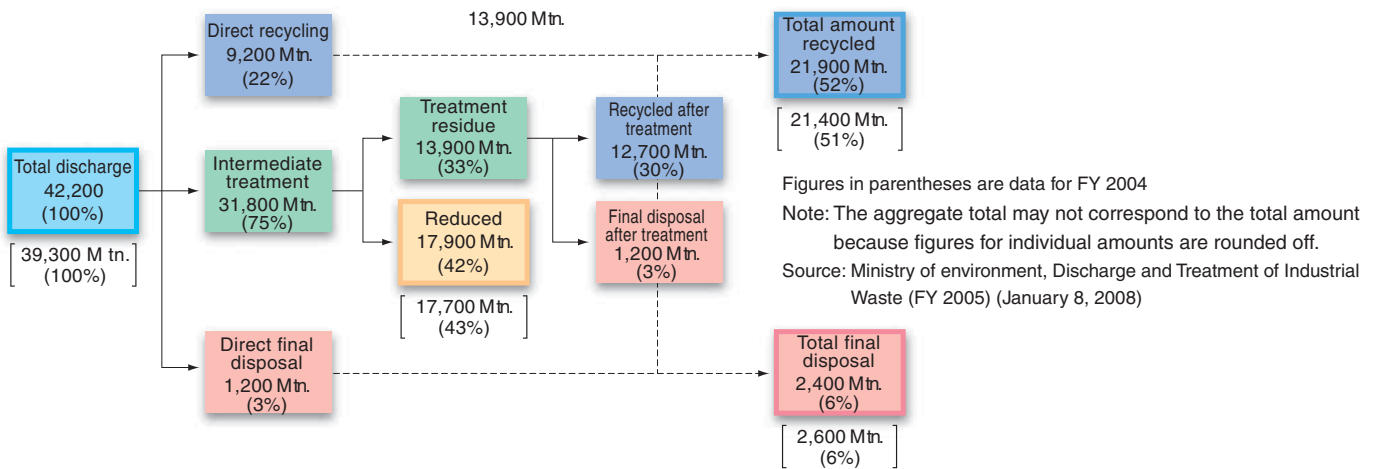 13,900 Mtn.
Direct recycling
9,200 Mtn.
(22%)
Total amount
recycled
21,900 Mtn.
(52%)
[21,400 Mtn.
(51%)]
Treatment
residue
13,900 Mtn.
(33%)
Recycled after
treatment
12,700 Mtn.
(30%)
Total discharge
42,200
(100%)
[39,300 M tn.
(100%)]
Intermediate
treatment
31,800 Mtn.
(75%)
Reduced
17,900 Mtn.
(42%)
[17,700 Mtn.
(43%)]
Final disposal
after treatment
1,200 Mtn.
(3%)
Direct final
disposal
1,200 Mtn.
(3%)
Total final
disposal
2,400 Mtn.
(6%)
[2,600 Mtn.
(6%)]
Figures in parentheses are data for FY 2004
Note: The aggregate total may not correspond to the total amount
because figures for individual amounts are rounded off.
Source: Ministry of environment, Discharge and Treatment of Industrial
Waste (FY 2005) (January 8, 2008)